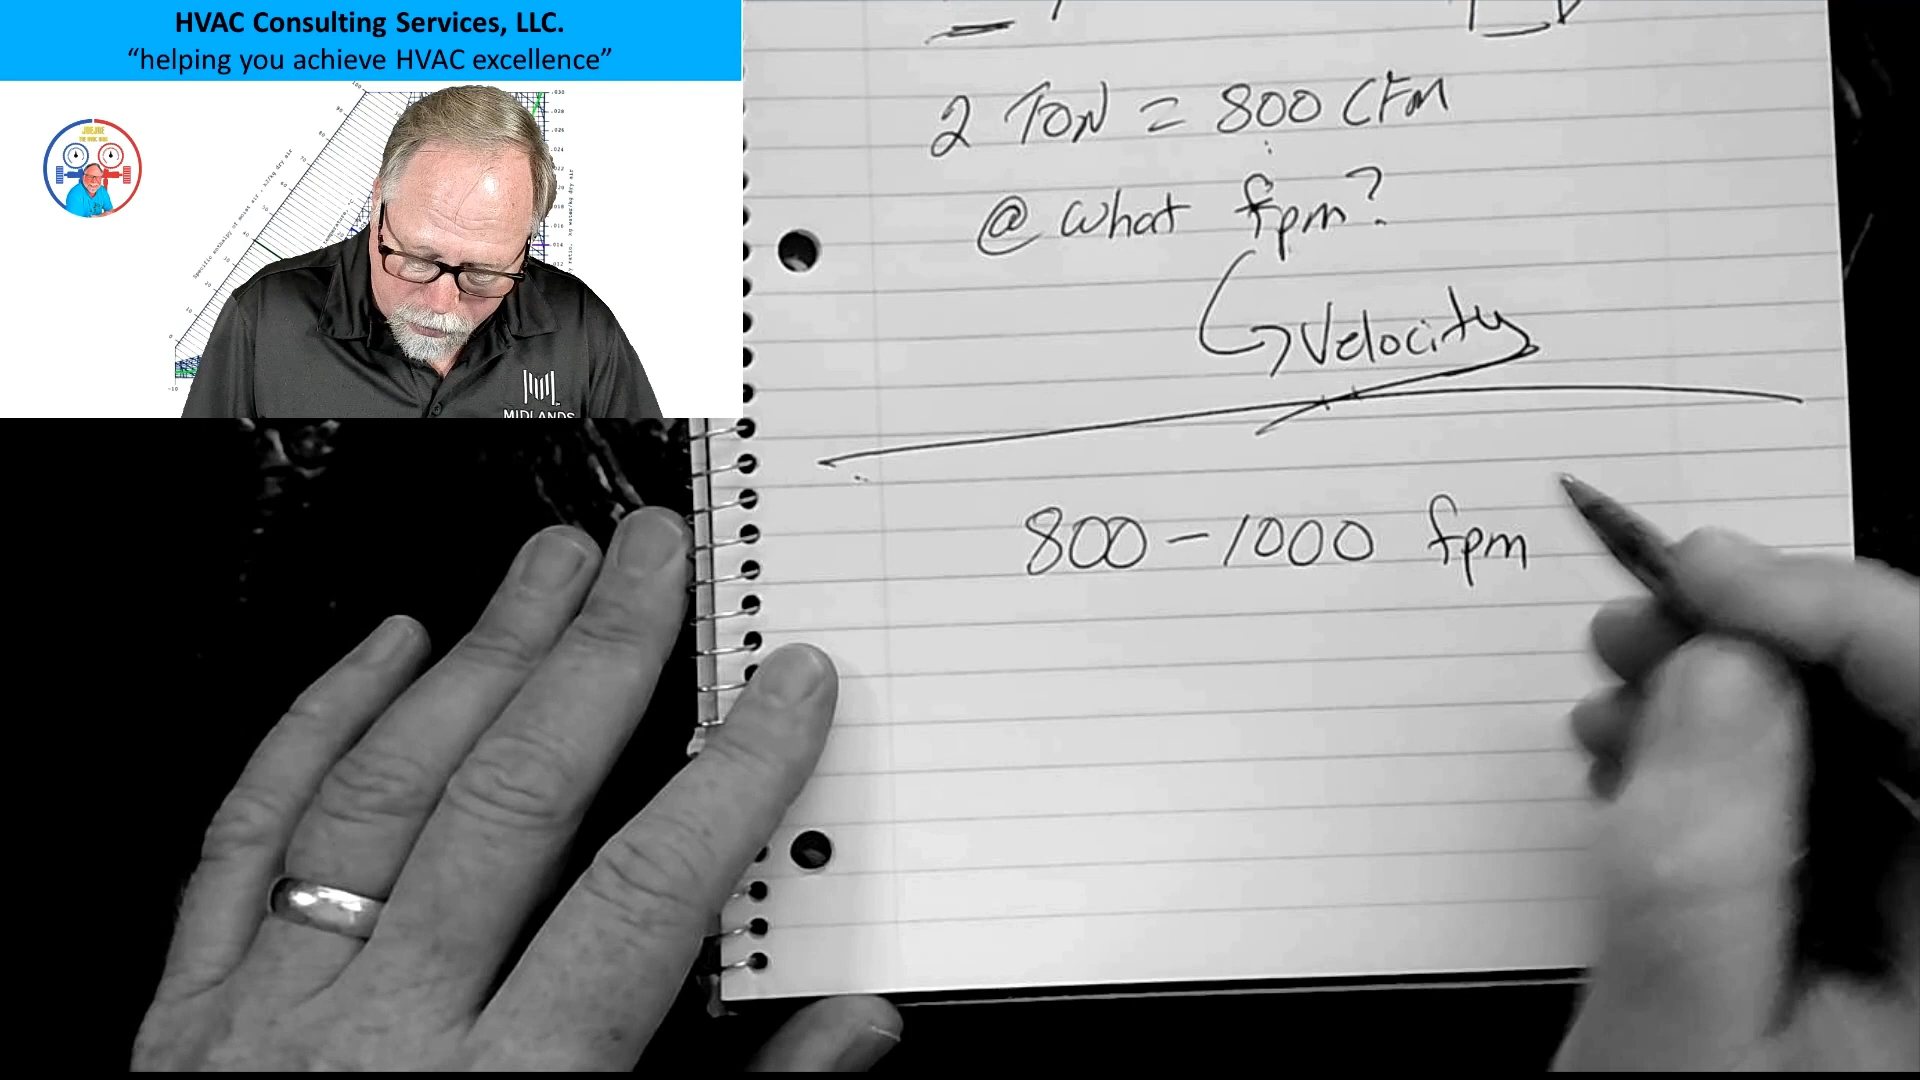 HVAC Consulting Services, LLC.
“helping you achieve HVAC excellence”
JOEJOE
MIDLANDS
2 TON = 800 CFM
@ what fpm?
Velocity
800 - 1000 fpm